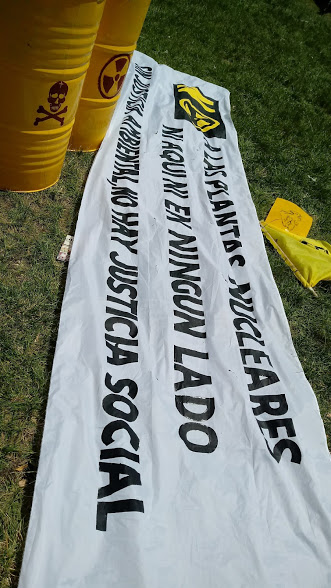 A LAS PLANTAS NUCLEARES
NI AQUI NI EN NINGUN LADO
SIN JUSTICIA AMBIENTAL, NO HAY JUSTICIA SOCIAL